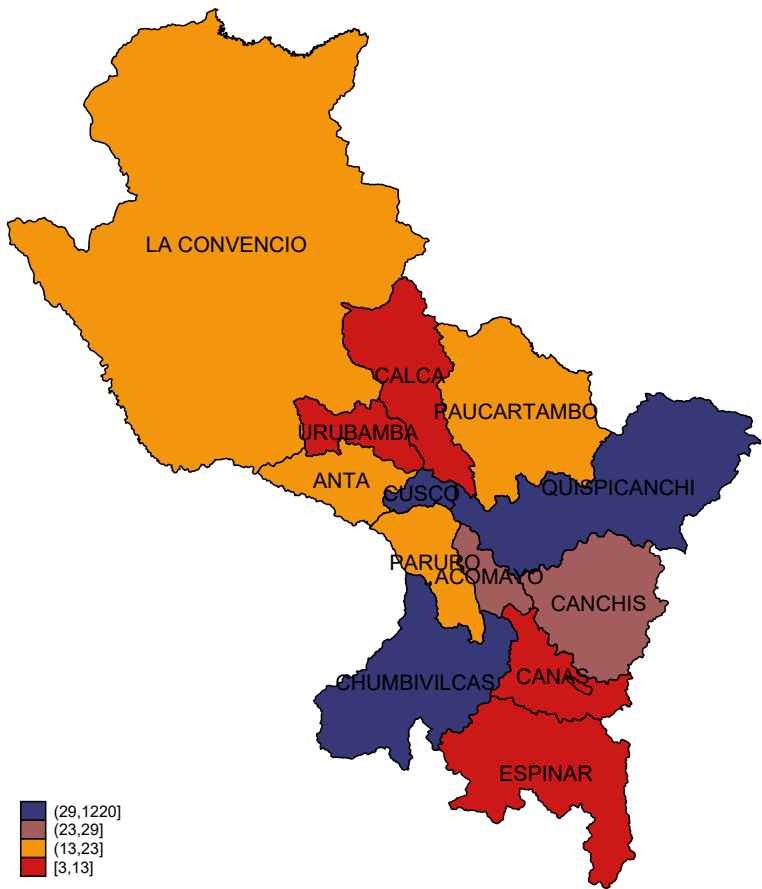 LA CONVENCIO
CALCA
PAUCARTAMBO
URUBAMBA
ANTA
CUSCO
QUISPICANCHI
PARURO
ACOMAYO
CANCHIS
CANAS
CHUMBIVILCAS
ESPINAR
(29,1220]
(23,29]
(13,23]
[3,13]